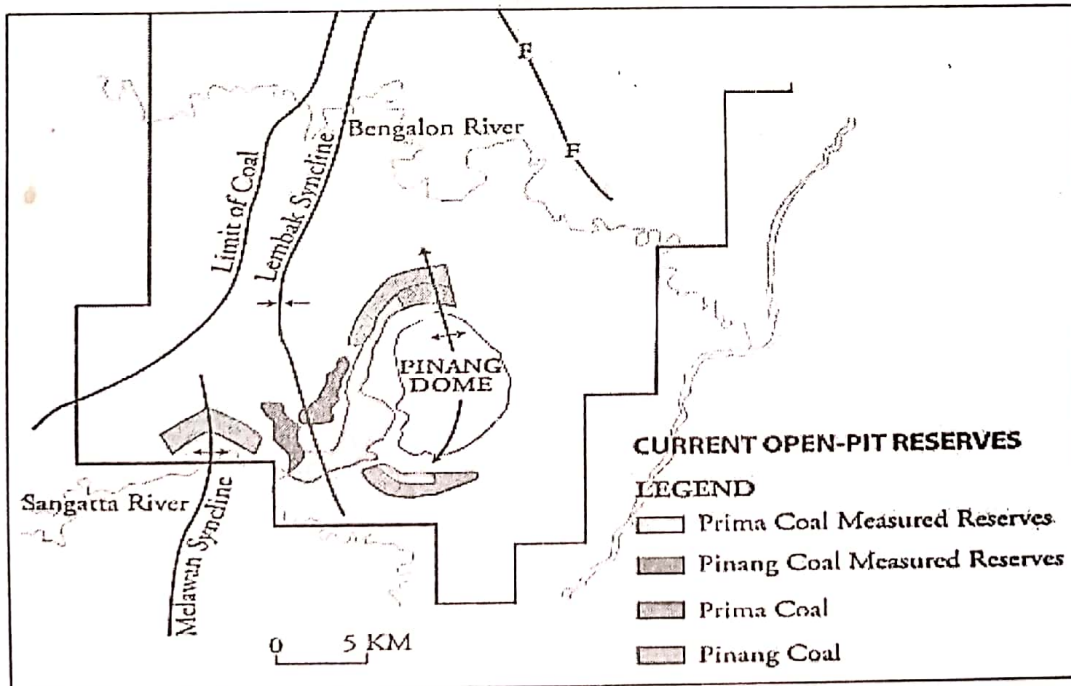 F
F
Bengalon River
Limit of Coal
Lembak Syncline
PINANG
DOME
Sangatta River
Melawan Syncline
0 5 KM
CURRENT OPEN-PIT RESERVES
LEGEND
Prima Coal Measured Reserves
Pinang Coal Measured Reserves
Prima Coal
Pinang Coal